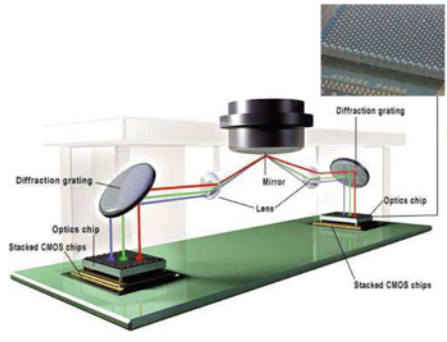 Diffraction grating
Diffraction grating
Mirror
Lens
Optics chip
Optics chip
Stacked CMOS chips
Stacked CMOS chips